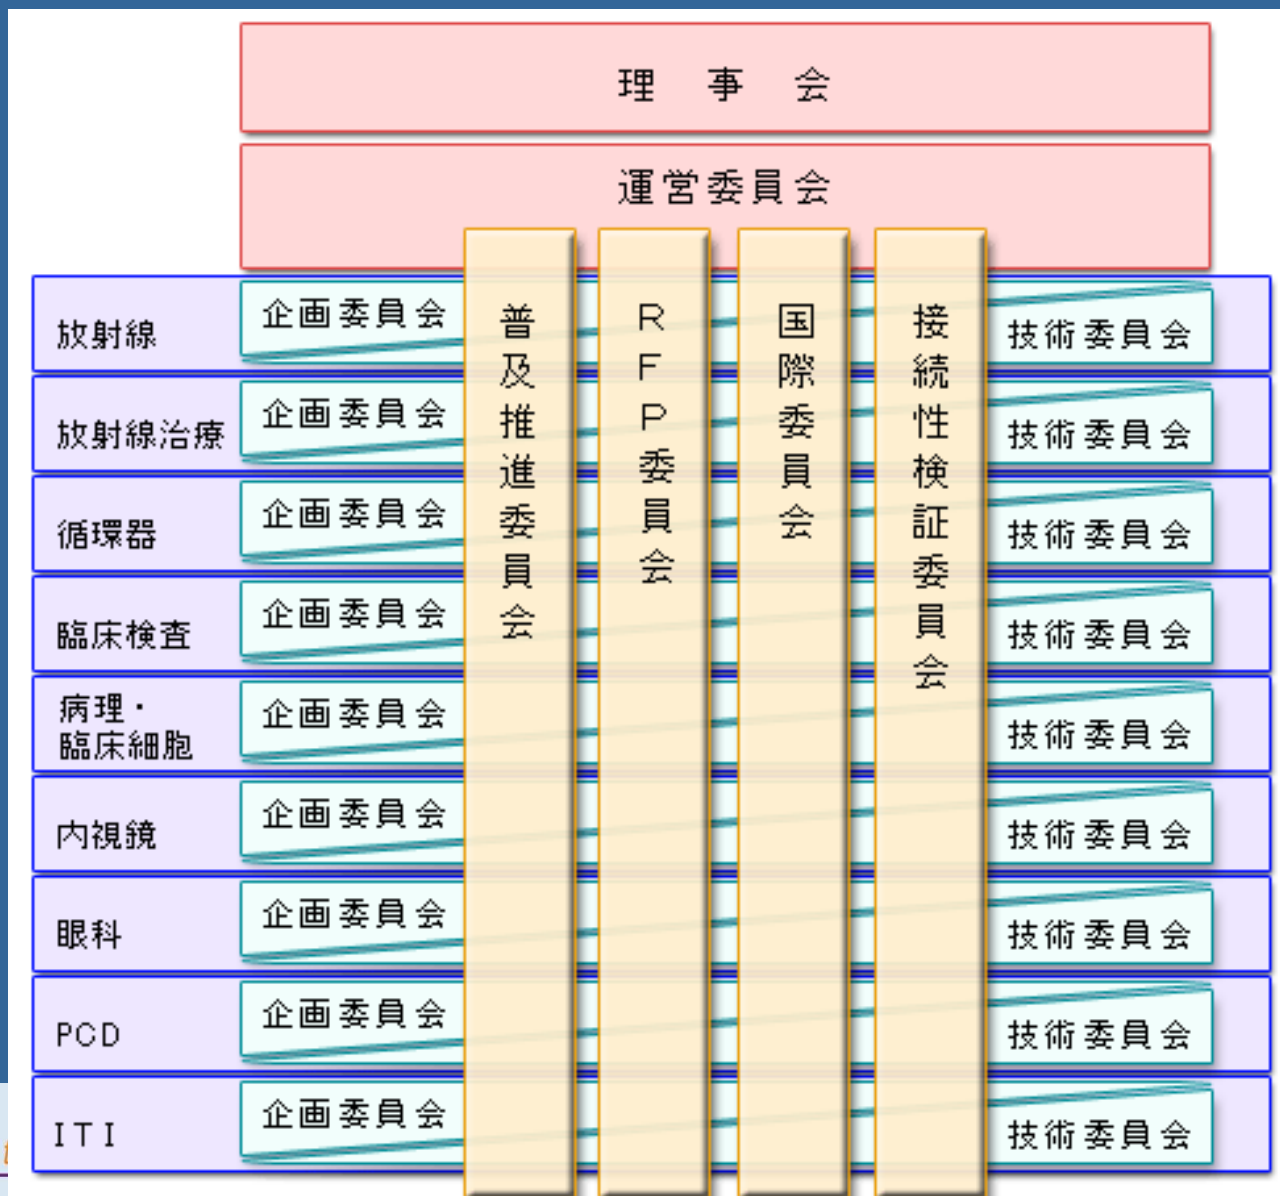 理事会
運営委員会
普及推進委員会
RFP委員会
国際委員会
接続性検証委員会
放射線
企画委員会
技術委員会
放射線治療
企画委員会
技術委員会
循環器
企画委員会
技術委員会
臨床検査
企画委員会
技術委員会
病理・
臨床細胞
企画委員会
技術委員会
内視鏡
企画委員会
技術委員会
眼科
企画委員会
技術委員会
PCD
企画委員会
技術委員会
ITI
企画委員会
技術委員会